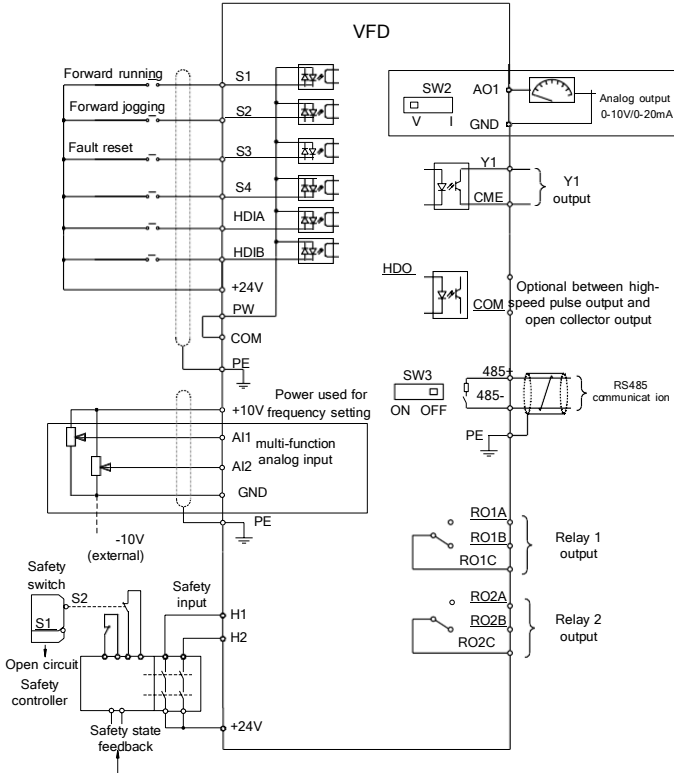 VFD
Forward running
S1
Forward jogging
S2
Fault reset
S3
S4
HDIA
HDIB
+24V
PW
COM
PE
Power used for
frequency setting
+10V
AI1
multi-function
analog input
AI2
GND
PE
-10V
(external)
Safety
switch
S2
S1
Open circuit
Safety
controller
Safety
input
H1
H2
+24V
Safety state
feedback
SW2
V I
AO1
GND
Analog output
0-10V/0-20mA
Y1
CME
Y1
output
HDO
COM
Optional between high-
speed pulse output and
open collector output
SW3
ON OFF
485+
485-
PE
RS485
communicat ion
RO1A
RO1B
RO1C
Relay 1
output
RO2A
RO2B
RO2C
Relay 2
output